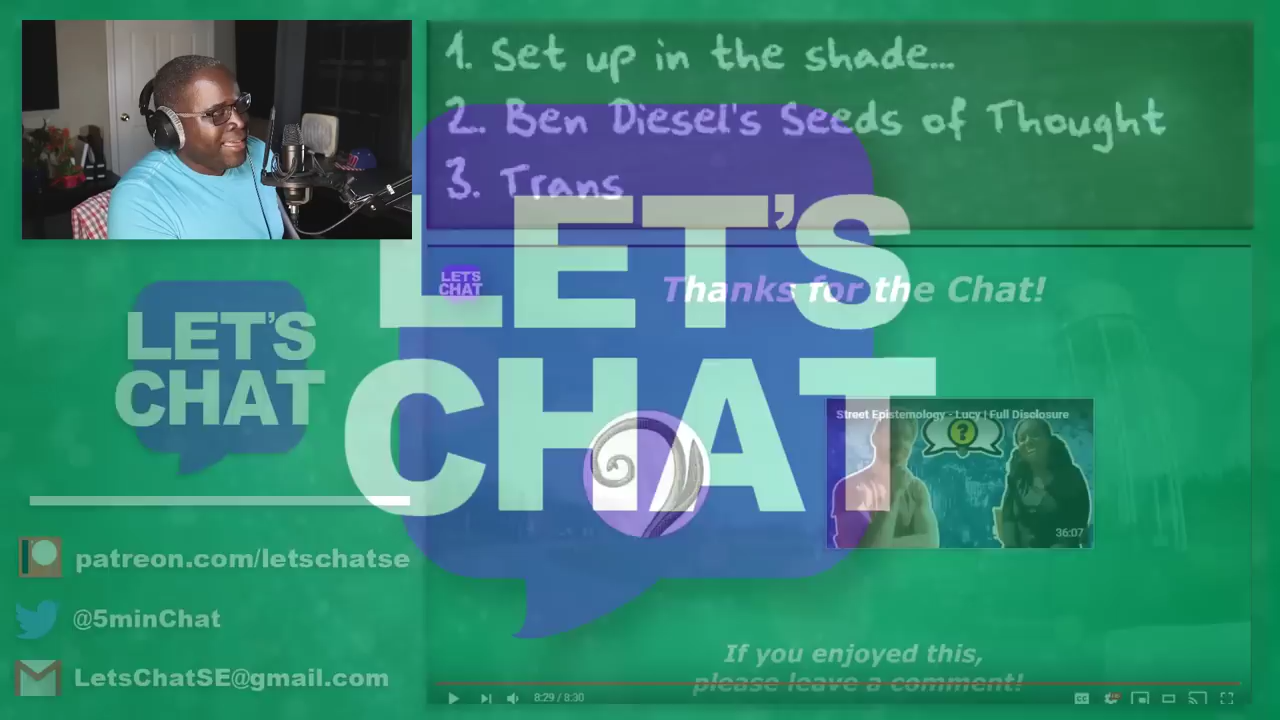 1. Set up in the shade...
2. Ben Diesel's Seeds of Thought
3. Trans
LET'S
CHAT
LET'S
CHAT
Thanks for the Chat!
LET'S
CHAT
Street Epistemology - Lucy | Full Disclosure
?
36:07
patreon.com/letschatse
@5minChat
LetsChatSE@gmail.com
If you enjoyed this,
please leave a comment!
8:29 / 8:30
CC